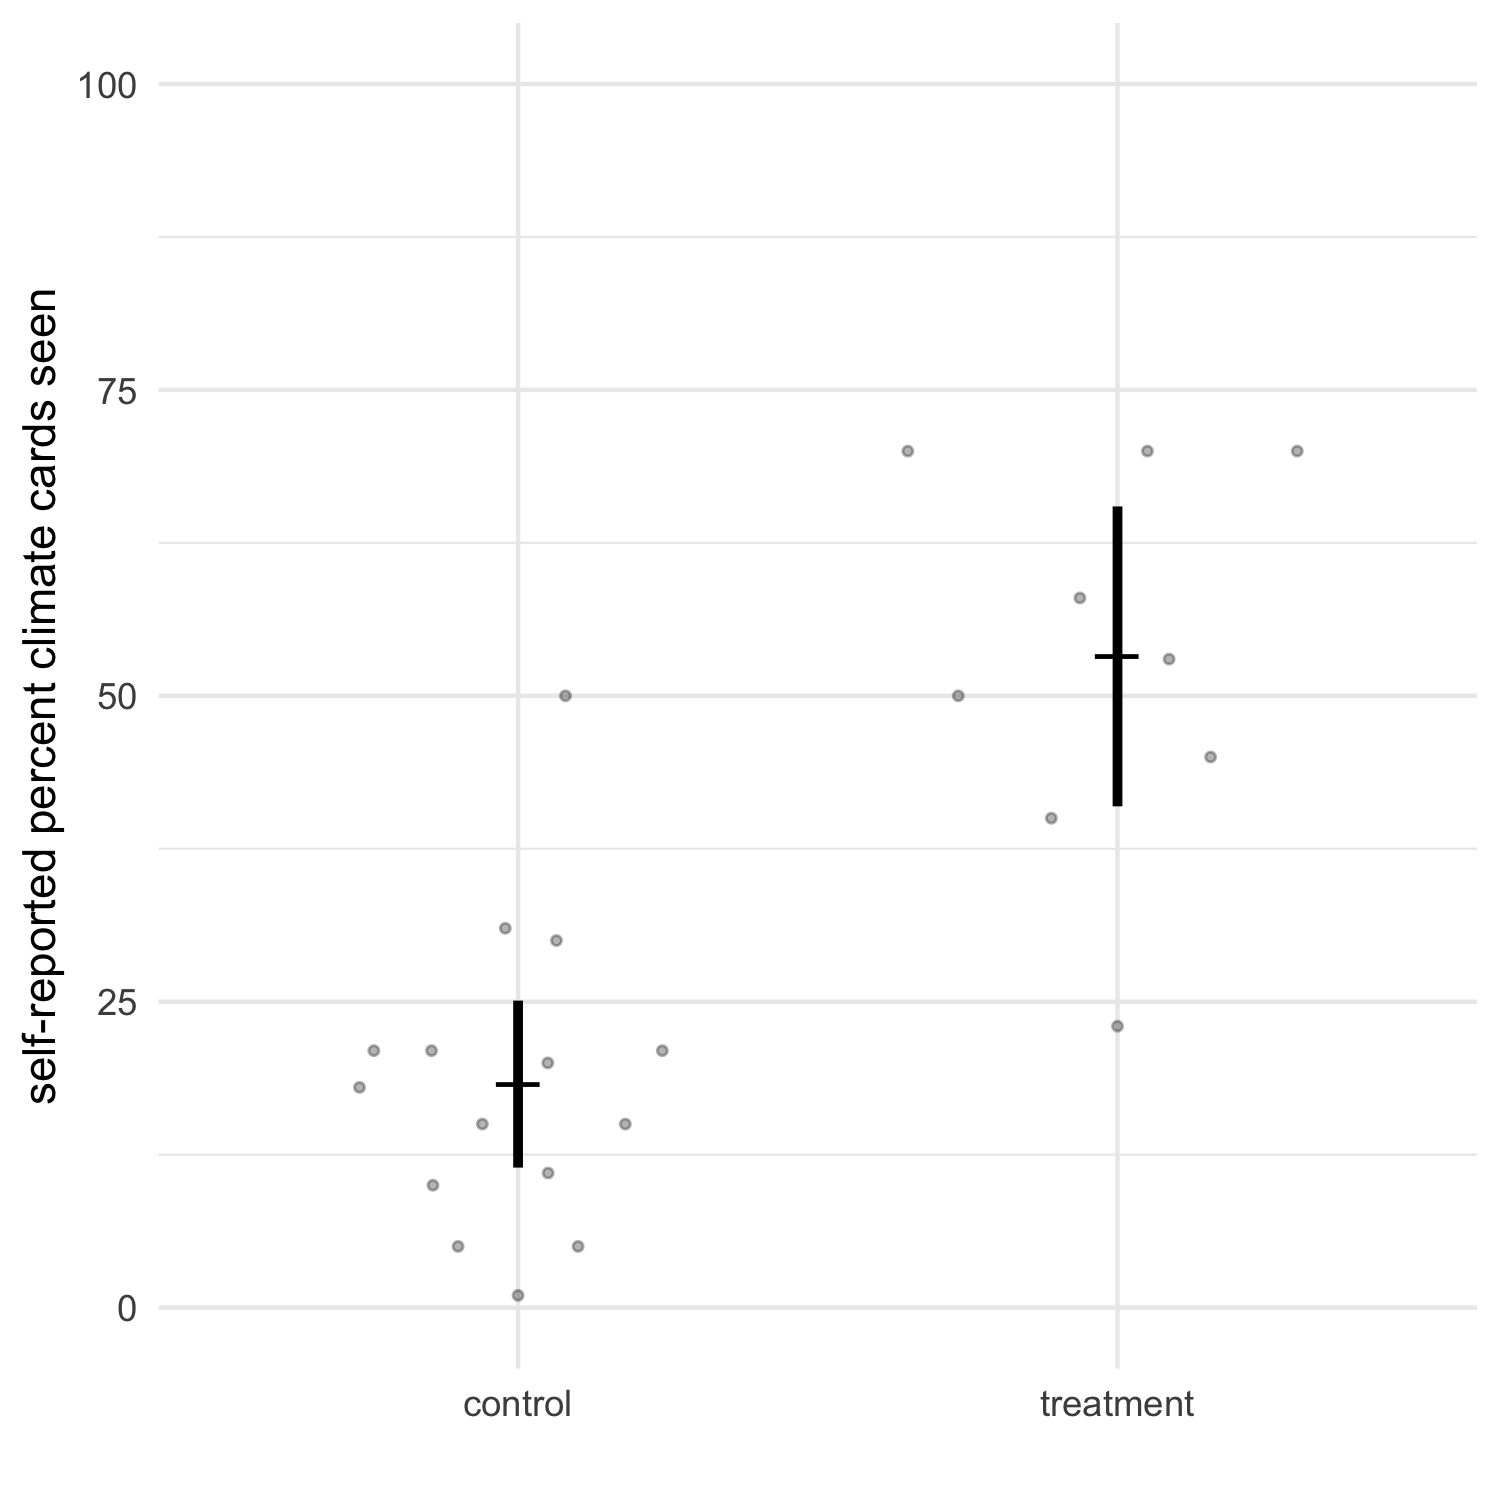 self-reported percent climate cards seen
100
75
50
25
0
control
treatment